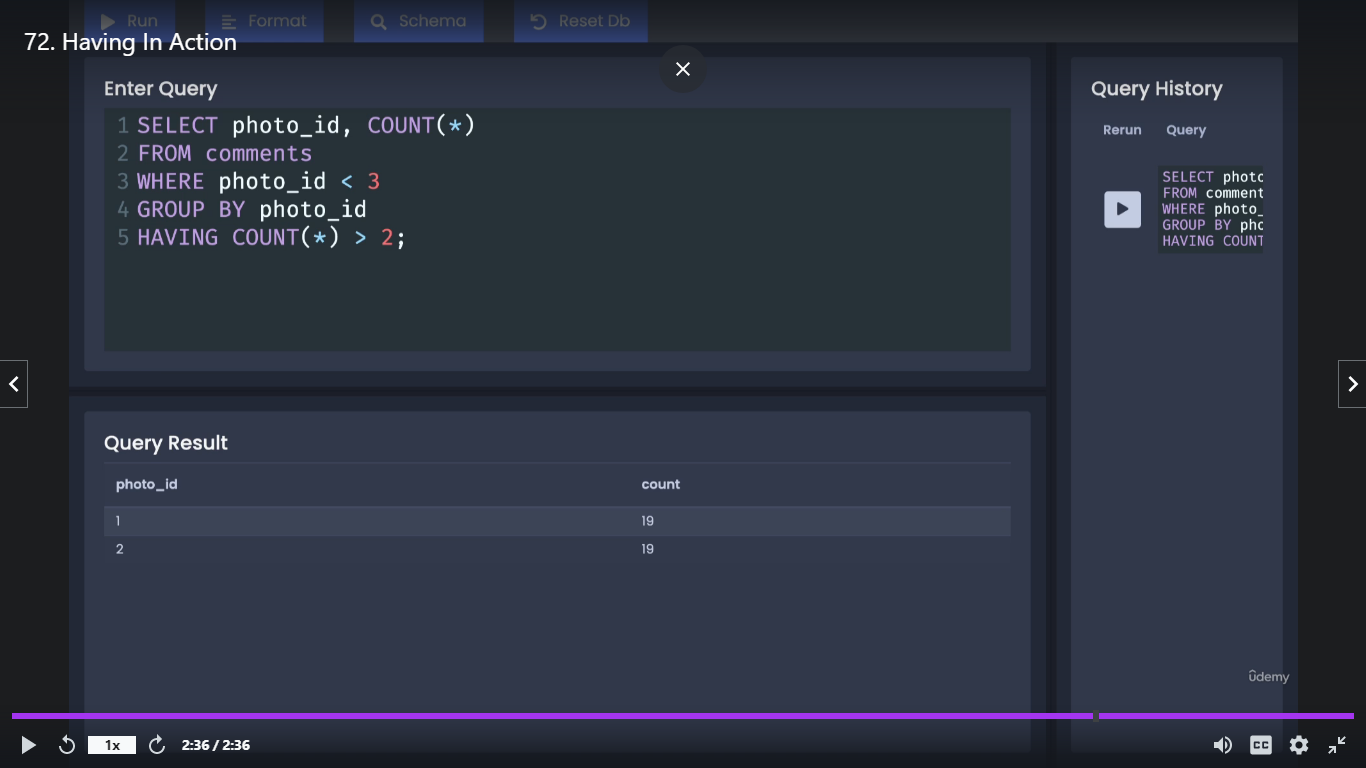 Run Format Schema Reset Db
72. Having In Action
Enter Query
1 SELECT photo_id, COUNT(*)
2 FROM comments
3 WHERE photo_id < 3
4 GROUP BY photo_id
5 HAVING COUNT(*) > 2;
Query History
Rerun Query
SELECT photo
FROM comment
WHERE photo_
GROUP BY pho
HAVING COUNT
Query Result
photo_id count
1 19
2 19
ûdemy
1x 2:36 / 2:36 CC